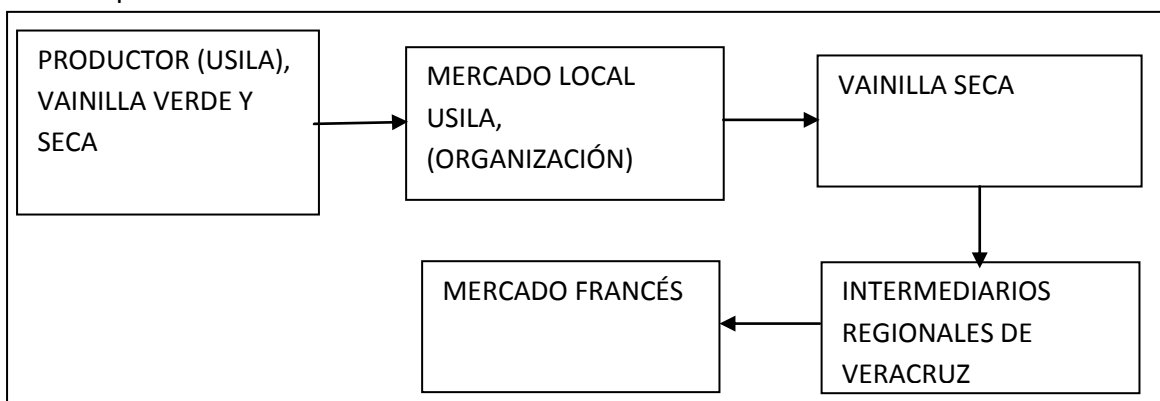 PRODUCTOR (USILA),
VAINILLA VERDE Y
SECA
MERCADO LOCAL
USILA,
(ORGANIZACIÓN)
VAINILLA SECA
INTERMEDIARIOS
REGIONALES DE
VERACRUZ
MERCADO FRANCÉS